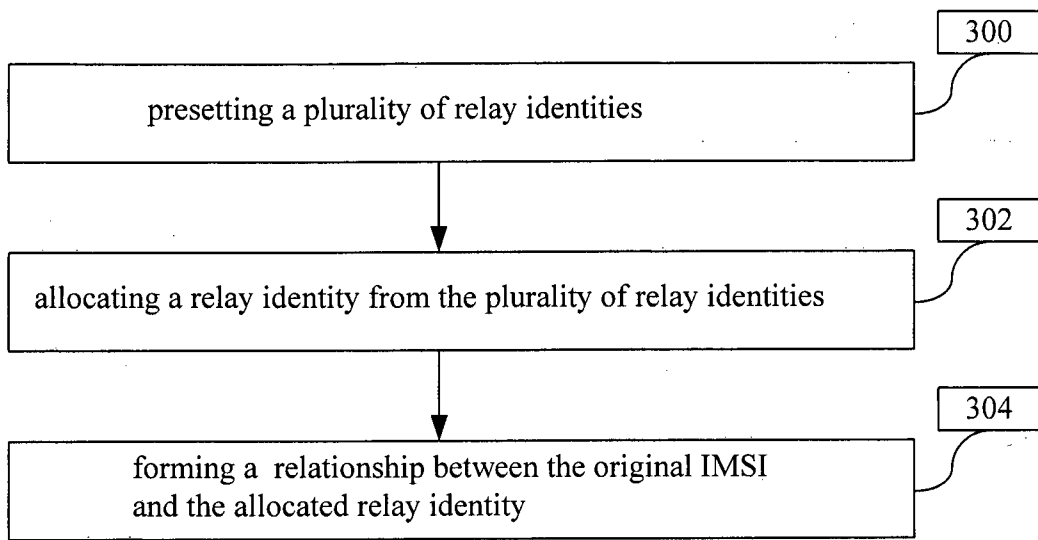 300
presetting a plurality of relay identities
302
allocating a relay identity from the plurality of relay identities
304
forming a relationship between the original IMSI
and the allocated relay identity